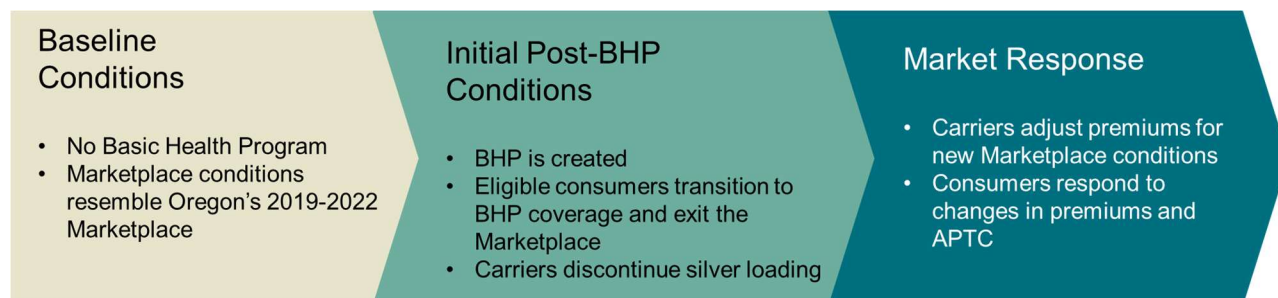 Baseline
Conditions
• No Basic Health Program
• Marketplace conditions
resemble Oregon's 2019-2022
Marketplace
Initial Post-BHP
Conditions
• BHP is created
• Eligible consumers transition to
BHP coverage and exit the
Marketplace
• Carriers discontinue silver loading
Market Response
• Carriers adjust premiums for
new Marketplace conditions
• Consumers respond to
changes in premiums and
APTC